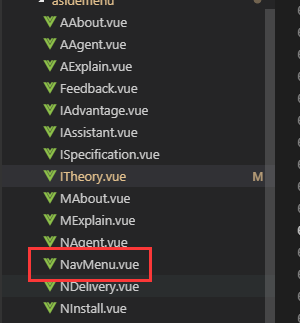 asidemenu
AAbout.vue
AAgent.vue
AExplain.vue
Feedback.vue
IAdvantage.vue
IAssistant.vue
ISpecification.vue
ITheory.vue M
MAbout.vue
MExplain.vue
NAgent.vue
NavMenu.vue
NDelivery.vue
NInstall.vue